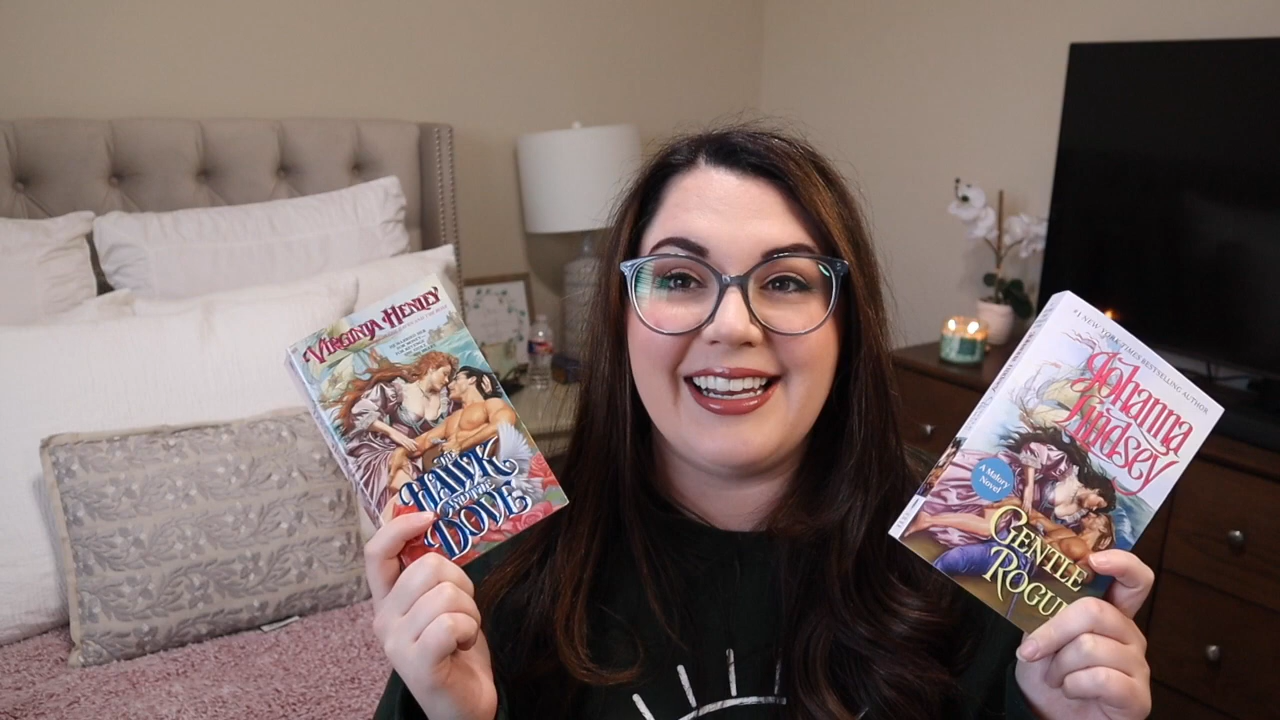 VIRGINIA HENLEY
THE
HAWK
AND THE
DOVE
#1 NEW YORK TIMES BESTSELLING AUTHOR
Johanna
Lindsey
A Malory
Novel
GENTLE
ROGUE